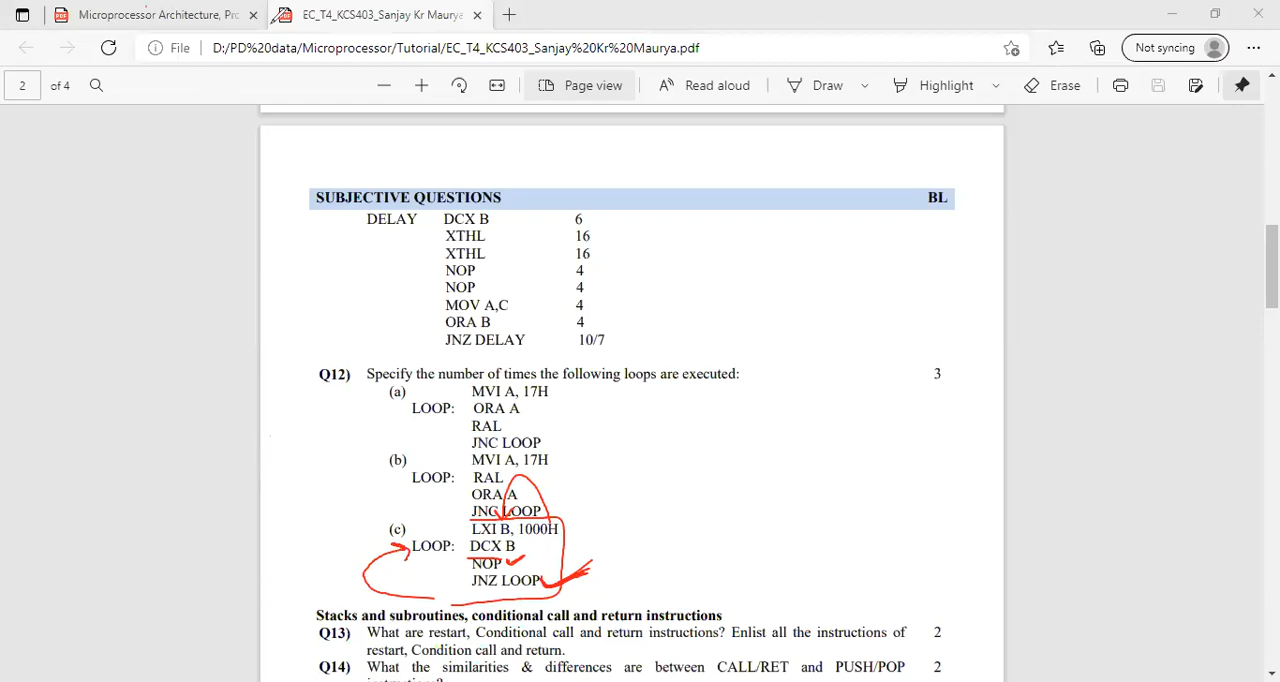 Microprocessor Architecture, Pr
EC_T4_KCS403_Sanjay Kr Maurya
File D:/PD%20data/Microprocessor/Tutorial/EC_T4_KCS403_Sanjay%20Kr%20Maurya.pdf Not syncing
2 of 4 Page view Read aloud Draw Highlight Erase
SUBJECTIVE QUESTIONS BL
DELAY DCX B 6
XTHL 16
XTHL 16
NOP 4
NOP 4
MOV A,C 4
ORA B 4
JNZ DELAY 10/7
Q12) Specify the number of times the following loops are executed: 3
(a) MVI A, 17H
LOOP: ORA A
RAL
JNC LOOP
(b) MVI A, 17H
LOOP: RAL
ORA A
JNC LOOP
(c) LXI B, 1000H
LOOP: DCX B
NOP
JNZ LOOP
Stacks and subroutines, conditional call and return instructions
Q13) What are restart, Conditional call and return instructions? Enlist all the instructions of 2
restart, Condition call and return.
Q14) What the similarities & differences are between CALL/RET and PUSH/POP 2